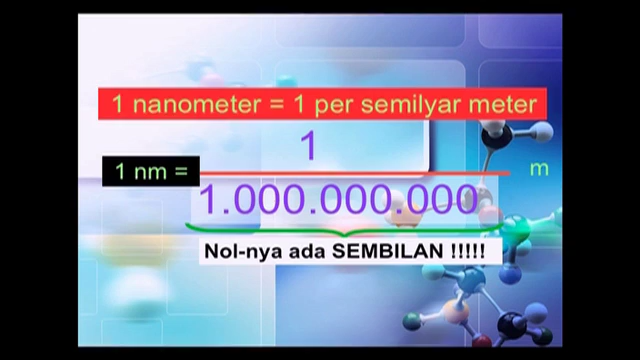 1 nanometer = 1 per semilyar meter
1
1 nm =
m
1.000.000.000
Nol-nya ada SEMBILAN !!!!!